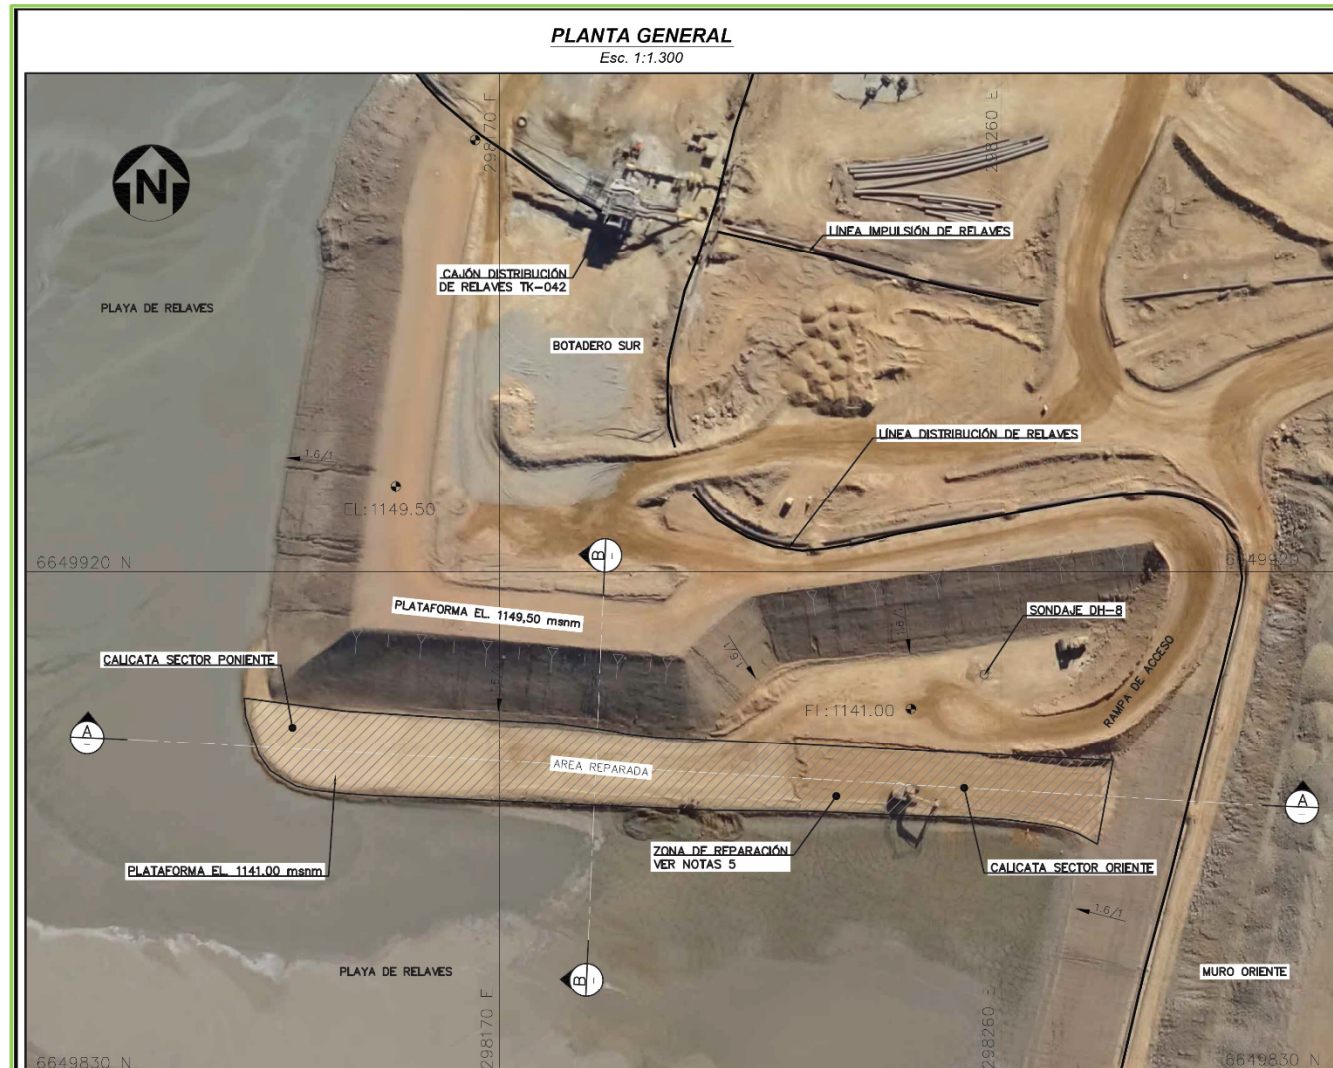 PLANTA GENERAL
Esc. 1:1.300
298170 E
298260 E
N
LÍNEA IMPULSIÓN DE RELAVES
CAJÓN DISTRIBUCIÓN
DE RELAVES TK-042
PLAYA DE RELAVES
BOTADERO SUR
LÍNEA DISTRIBUCIÓN DE RELAVES
1.6/1
EL:1149.50
B
6649920 N
6649920 N
PLATAFORMA EL. 1149,50 msnm
SONDAJE DH-8
1.6/1
CALICATA SECTOR PONIENTE
1.6/1
RAMPA DE ACCESO
EL:1141.00
A
AREA REPARADA
A
ZONA DE REPARACIÓN
VER NOTAS 5
PLATAFORMA EL. 1141.00 msnm
CALICATA SECTOR ORIENTE
1.6/1
PLAYA DE RELAVES
B
MURO ORIENTE
298170 E
298260 E
6649830 N
6649830 N